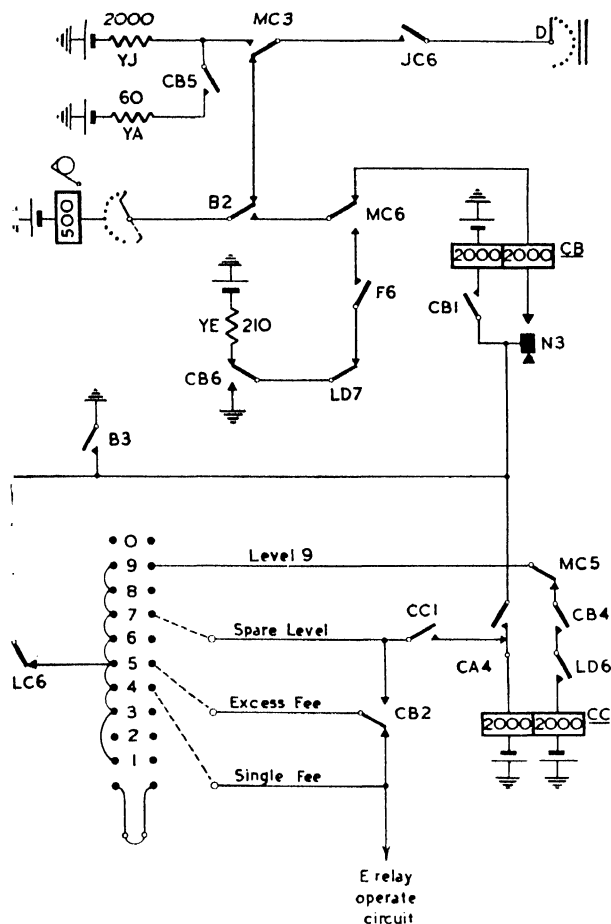 2000
MC3
YJ
CB5
JC6
D
60
YA
B2
MC6
500
2000 2000 CB
CB1
F6
N3
YE 210
CB6
LD7
B3
0
9 Level 9
MC5
8
7
CC1
CB4
6 Spare Level
LC6
5
CA4
LD6
4 Excess Fee
CB2
3
2000 2000 CC
2
1 Single Fee
E relay
operate
circuit